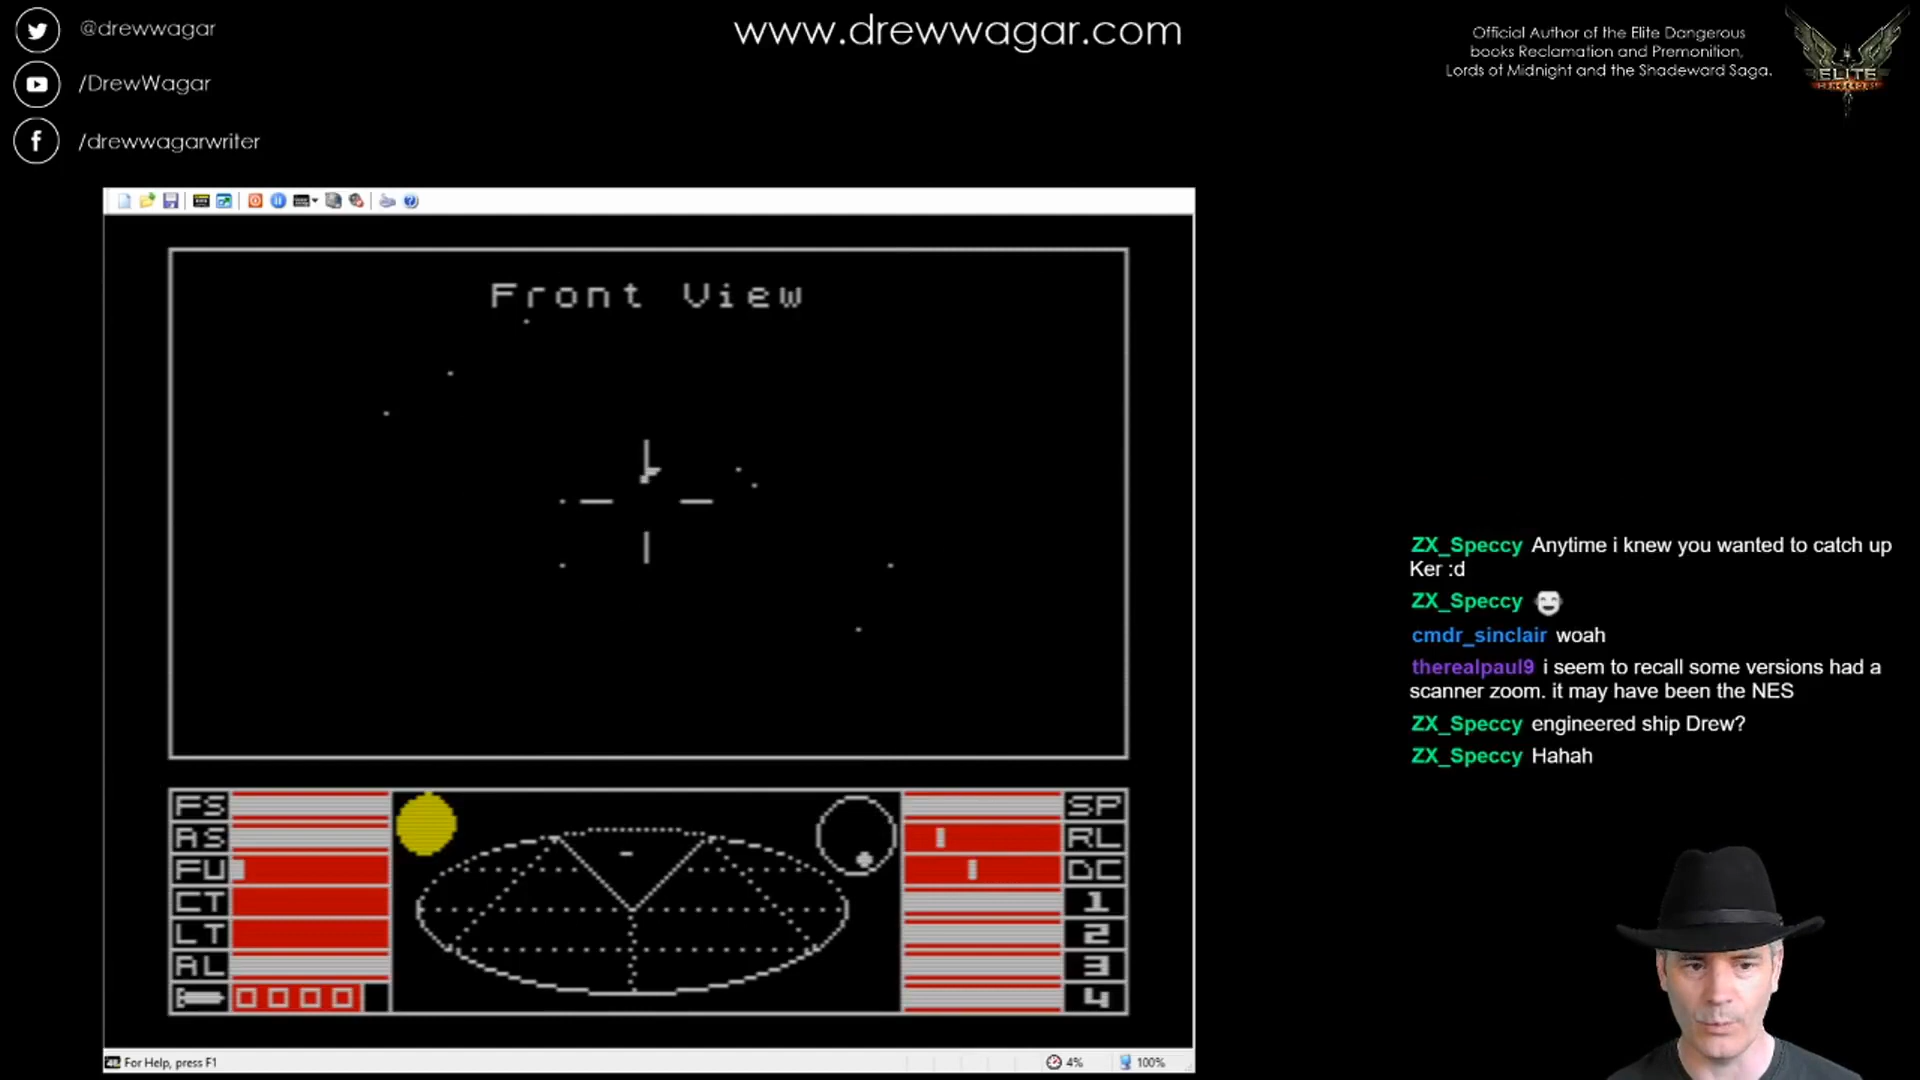 @drewwagar
/DrewWagar
/drewwagarwriter
www.drewwagar.com
Official Author of the Elite Dangerous
books Reclamation and Premonition,
Lords of Midnight and the Shadeward Saga.
ELITE
DANGEROUS
Front View
FS
AS
FU
CT
LT
AL
SP
RL
DC
1
2
3
4
For Help, press F1
4%
100%
ZX_Speccy Anytime i knew you wanted to catch up
Ker :d
ZX_Speccy
cmdr_sinclair woah
therealpaul9 i seem to recall some versions had a
scanner zoom. it may have been the NES
ZX_Speccy engineered ship Drew?
ZX_Speccy Hahah